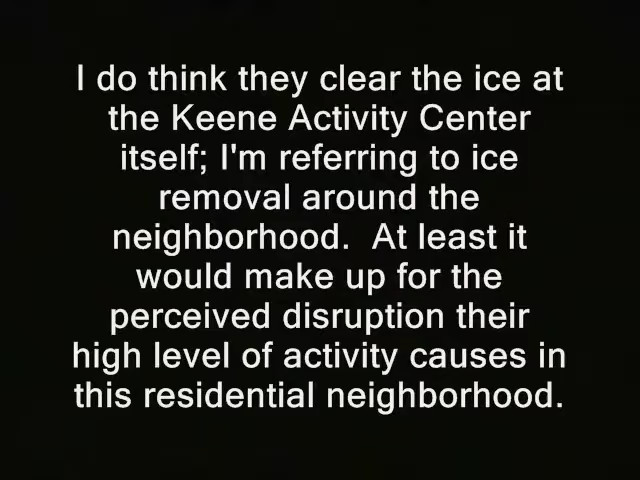 I do think they clear the ice at
the Keene Activity Center
itself; I'm referring to ice
removal around the
neighborhood.  At least it
would make up for the
perceived disruption their
high level of activity causes in
this residential neighborhood.